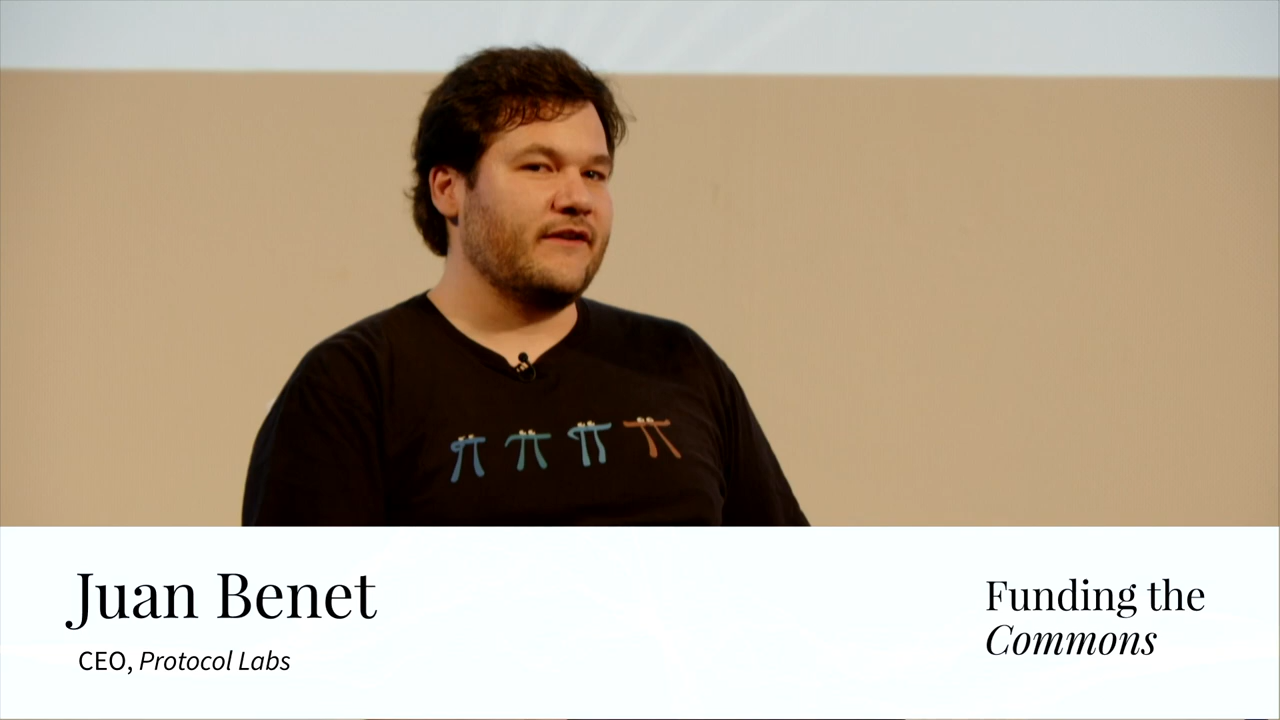 π π π π
Juan Benet
CEO, Protocol Labs
Funding the
Commons